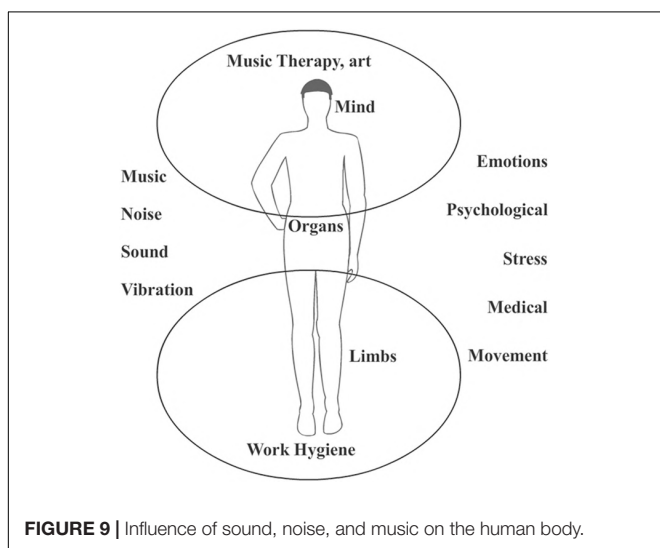 Music Therapy, art
Mind
Music
Noise
Sound
Vibration
Organs
Emotions
Psychological
Stress
Medical
Movement
Limbs
Work Hygiene
FIGURE 9 | Influence of sound, noise, and music on the human body.